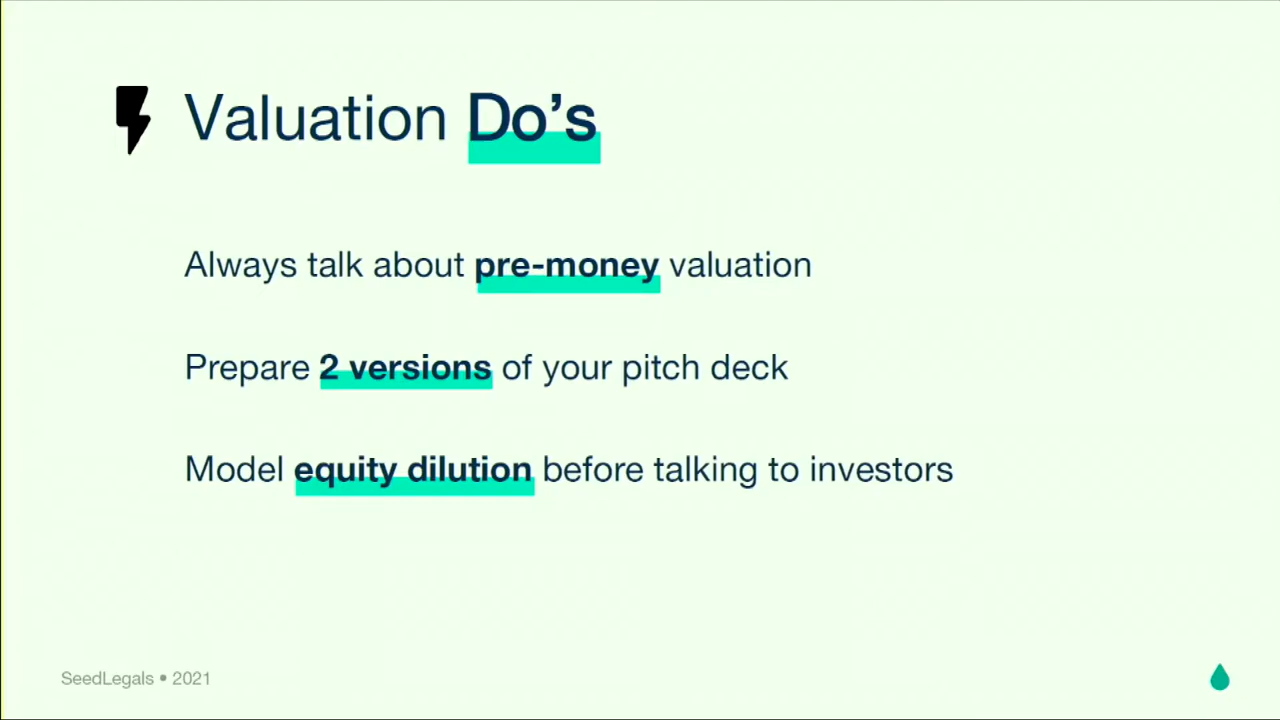 Valuation Do’s
Always talk about pre-money valuation
Prepare 2 versions of your pitch deck
Model equity dilution before talking to investors
SeedLegals • 2021